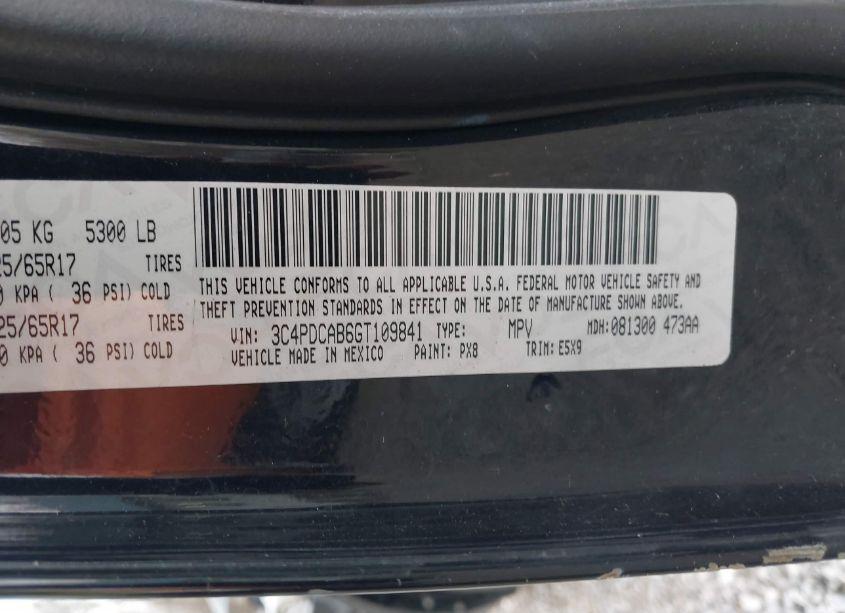 05 KG 5300 LB
25/65R17 TIRES
0 KPA ( 36 PSI) COLD
25/65R17 TIRES
0 KPA ( 36 PSI) COLD
THIS VEHICLE CONFORMS TO ALL APPLICABLE U.S.A. FEDERAL MOTOR VEHICLE SAFETY AND
THEFT PREVENTION STANDARDS IN EFFECT ON THE DATE OF MANUFACTURE SHOWN ABOVE.
VIN: 3C4PDCAB6GT109841 TYPE: MPV MDH: 081300 473AA
VEHICLE MADE IN MEXICO PAINT: PX8 TRIM: E5X9